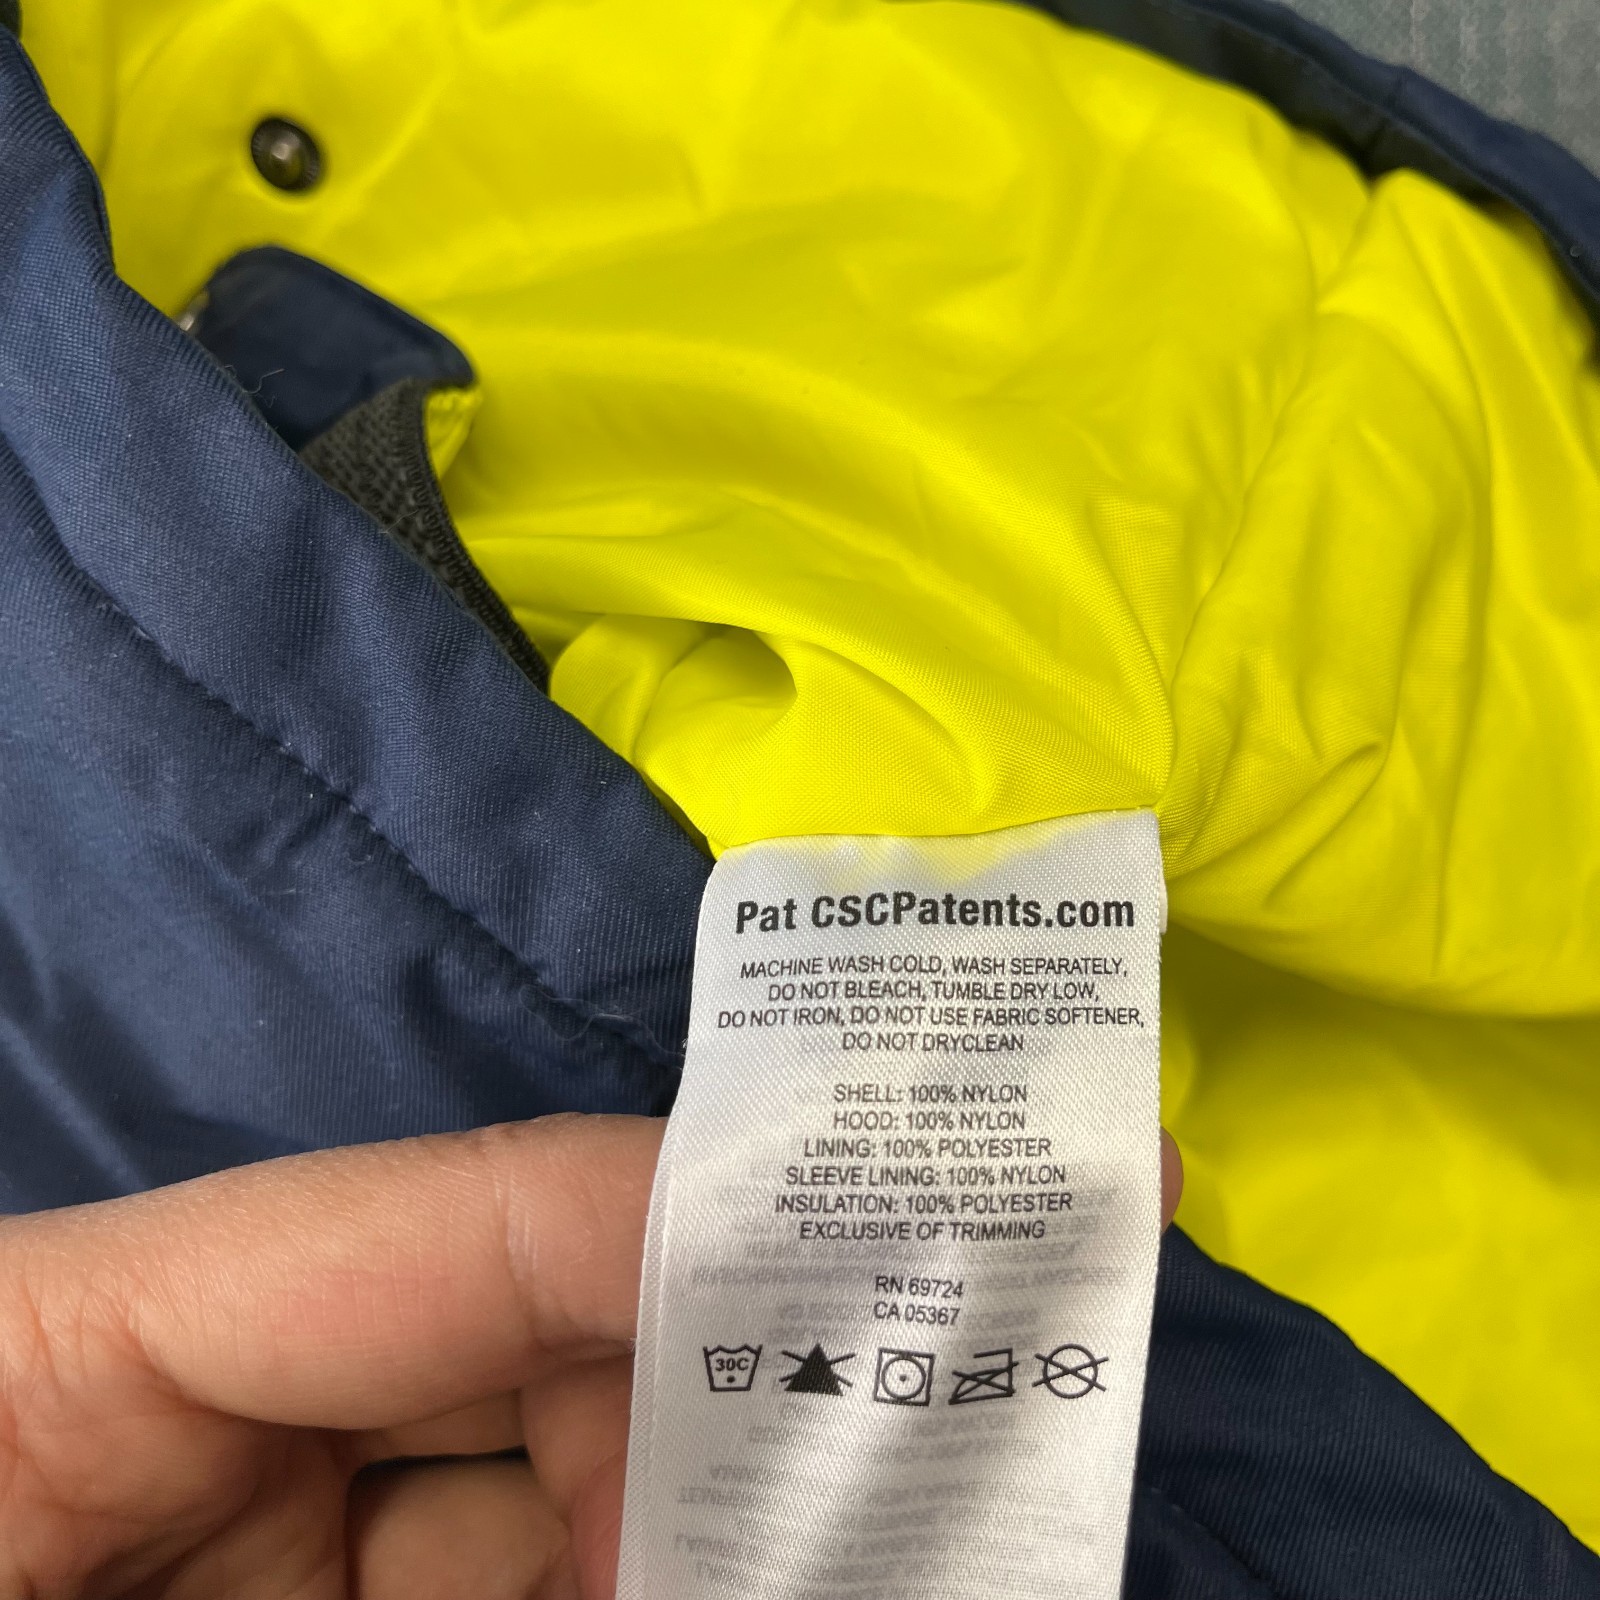 Pat CSCPatents.com
MACHINE WASH COLD, WASH SEPARATELY,
DO NOT BLEACH, TUMBLE DRY LOW,
DO NOT IRON, DO NOT USE FABRIC SOFTENER,
DO NOT DRYCLEAN
SHELL: 100% NYLON
HOOD: 100% NYLON
LINING: 100% POLYESTER
SLEEVE LINING: 100% NYLON
INSULATION: 100% POLYESTER
EXCLUSIVE OF TRIMMING
RN 69724
CA 05367
30C